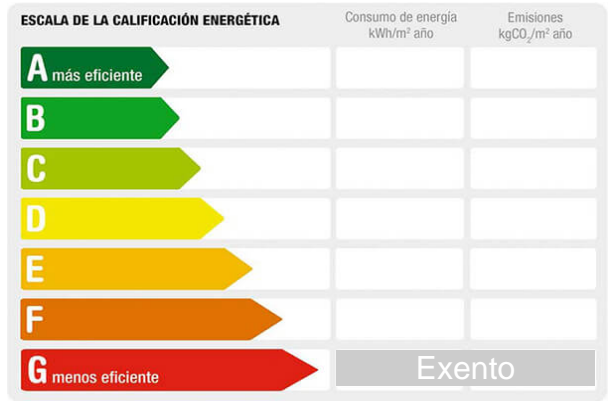 ESCALA DE LA CALIFICACIÓN ENERGÉTICA
Consumo de energía
kWh/m² año
Emisiones
kgCO₂/m² año
A más eficiente
B
C
D
E
F
G menos eficiente
Exento